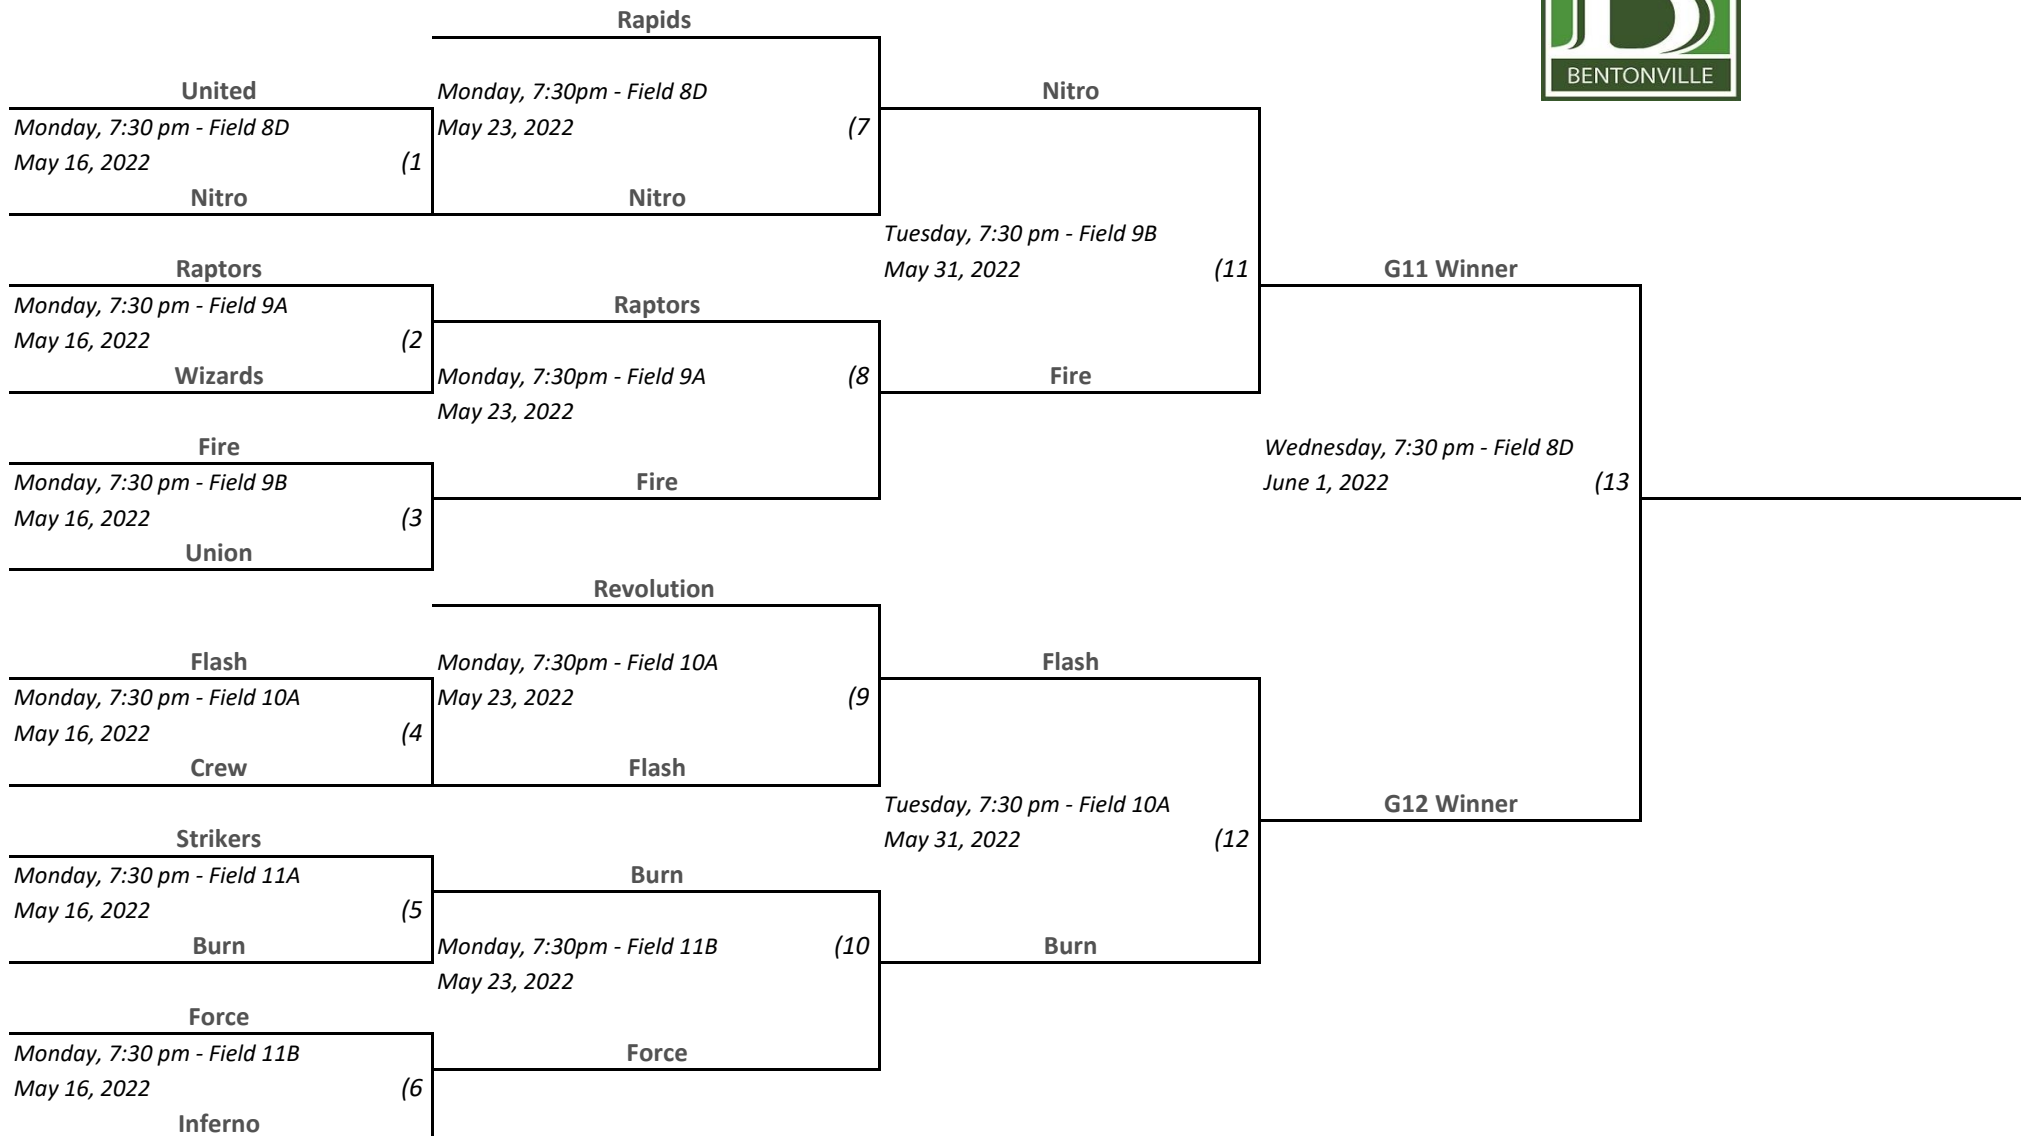 Rapids
BENTONVILLE
United
Monday, 7:30pm - Field 8D
Nitro
Monday, 7:30 pm - Field 8D
May 23, 2022 (7
May 16, 2022 (1
Nitro
Nitro
Tuesday, 7:30 pm - Field 9B
Raptors
May 31, 2022 (11
G11 Winner
Monday, 7:30 pm - Field 9A
Raptors
May 16, 2022 (2
Wizards
Monday, 7:30pm - Field 9A (8
Fire
May 23, 2022
Fire
Wednesday, 7:30 pm - Field 8D
Monday, 7:30 pm - Field 9B
Fire
June 1, 2022 (13
May 16, 2022 (3
Union
Revolution
Flash
Monday, 7:30pm - Field 10A
Flash
Monday, 7:30 pm - Field 10A
May 23, 2022 (9
May 16, 2022 (4
Crew
Flash
Tuesday, 7:30 pm - Field 10A
G12 Winner
Strikers
May 31, 2022 (12
Monday, 7:30 pm - Field 11A
Burn
May 16, 2022 (5
Burn
Monday, 7:30pm - Field 11B (10
Burn
May 23, 2022
Force
Monday, 7:30 pm - Field 11B
Force
May 16, 2022 (6
Inferno